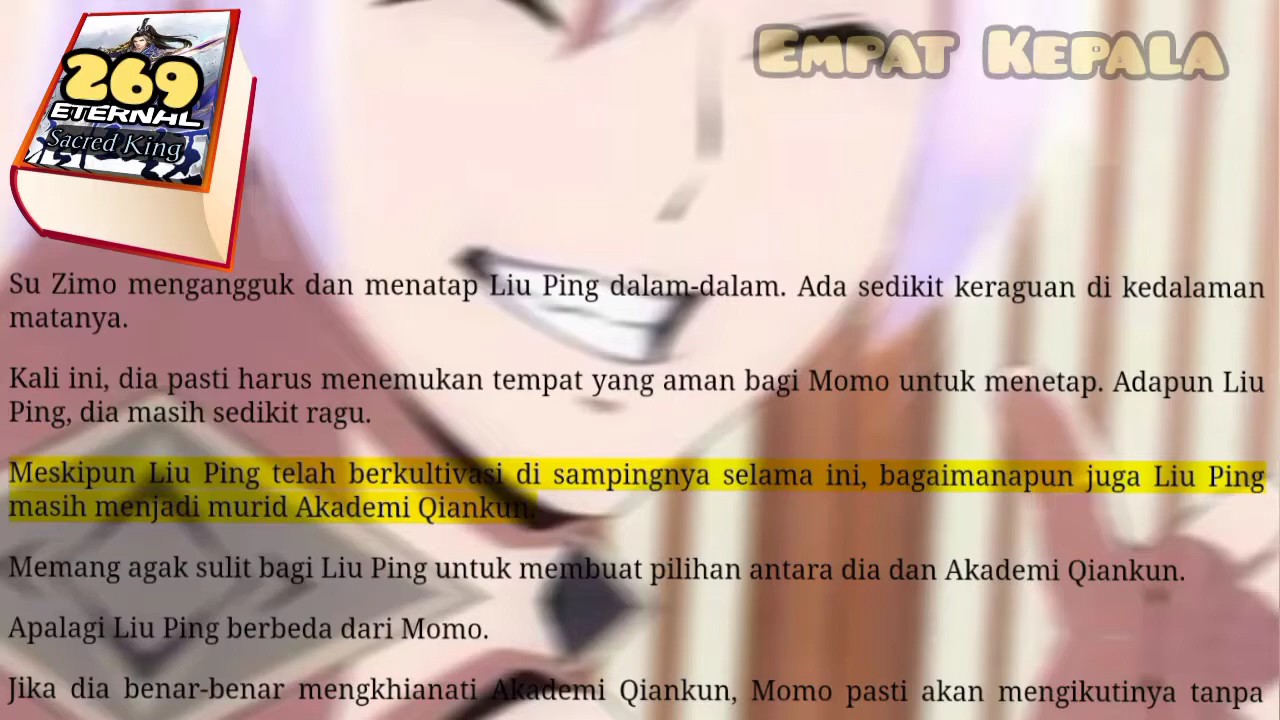 269
ETERNAL
Sacred King
EMPAT KEPALA
Su Zimo mengangguk dan menatap Liu Ping dalam-dalam. Ada sedikit keraguan di kedalaman
matanya.
Kali ini, dia pasti harus menemukan tempat yang aman bagi Momo untuk menetap. Adapun Liu
Ping, dia masih sedikit ragu.
Meskipun Liu Ping telah berkultivasi di sampingnya selama ini, bagaimanapun juga Liu Ping
masih menjadi murid Akademi Qiankun.
Memang agak sulit bagi Liu Ping untuk membuat pilihan antara dia dan Akademi Qiankun.
Apalagi Liu Ping berbeda dari Momo.
Jika dia benar-benar mengkhianati Akademi Qiankun, Momo pasti akan mengikutinya tanpa